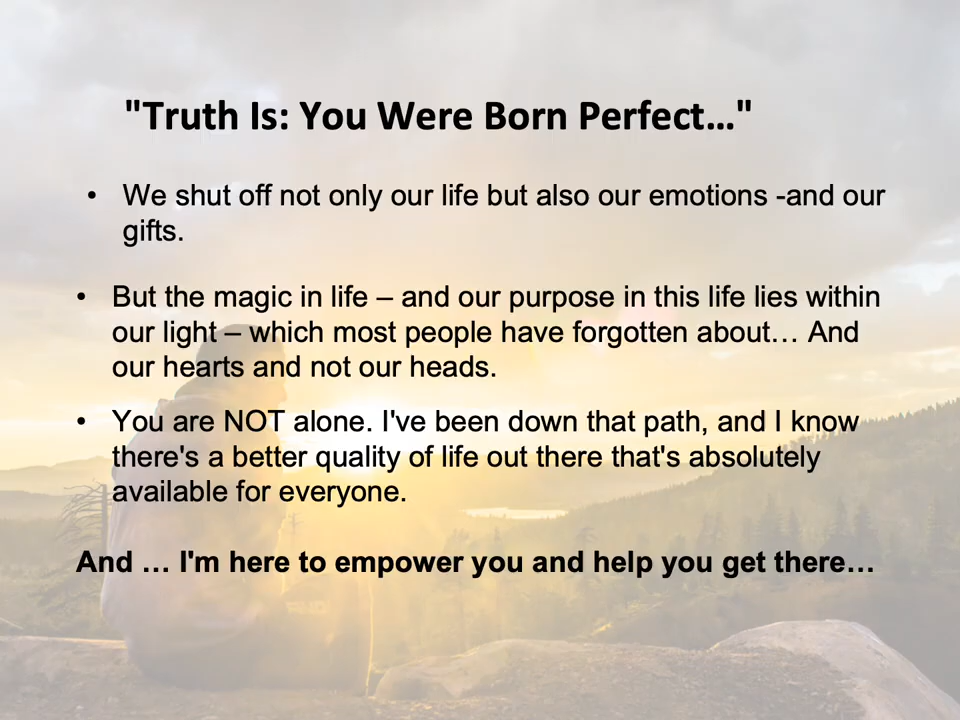 "Truth Is: You Were Born Perfect…"
• We shut off not only our life but also our emotions -and our
gifts.
• But the magic in life – and our purpose in this life lies within
our light – which most people have forgotten about… And
our hearts and not our heads.
• You are NOT alone. I've been down that path, and I know
there's a better quality of life out there that's absolutely
available for everyone.
And … I'm here to empower you and help you get there…